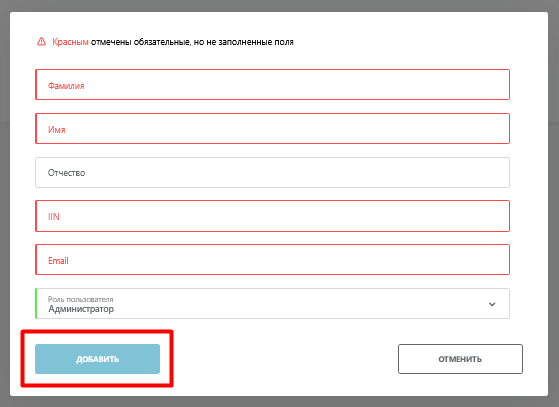 Красным отмечены обязательные, но не заполненные поля
Фамилия
Имя
Отчество
IIN
Email
Роль пользователя
Администратор
ДОБАВИТЬ
ОТМЕНИТЬ